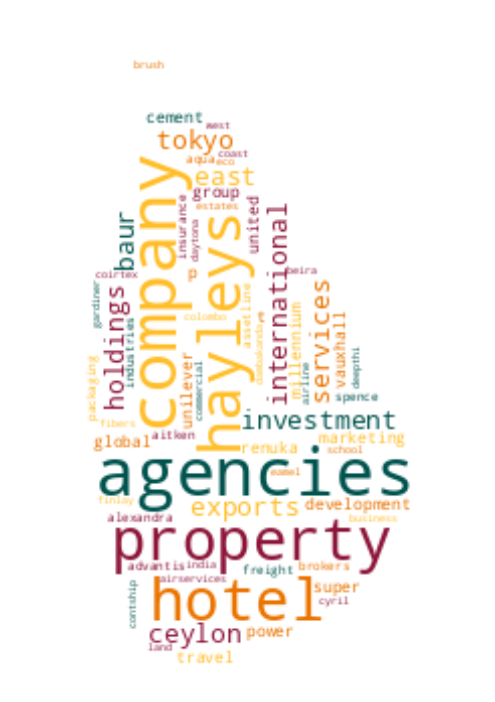 brush
cement
west
tokyo
coast
aqua
eco
east
group
estates
company
hayleys
baur
insurance
daytona
united
international
beira
coirtex
gardiner
holdings
industries
colombo
assetline
dambakanda
millennium
airline
services
vauxhall
deepthi
packaging
unilever
commercial
spence
fibers
investment
global
aitken
marketing
renuka
school
agencies
eamel
finlay
exports
development
alexandra
business
property
advantis
india
freight
brokers
airservices
hotel
super
contship
cyril
ceylon
power
land
travel